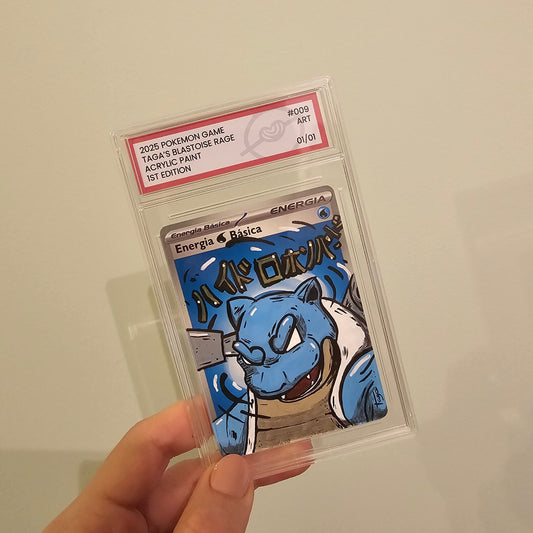 2025 POKEMON GAME
TAGA'S BLASTOISE RAGE
ACRYLIC PAINT
1ST EDITION
#009
ART
01/01
Energia Básica
ENERGIA
Energia Básica
ハイドロポンプ